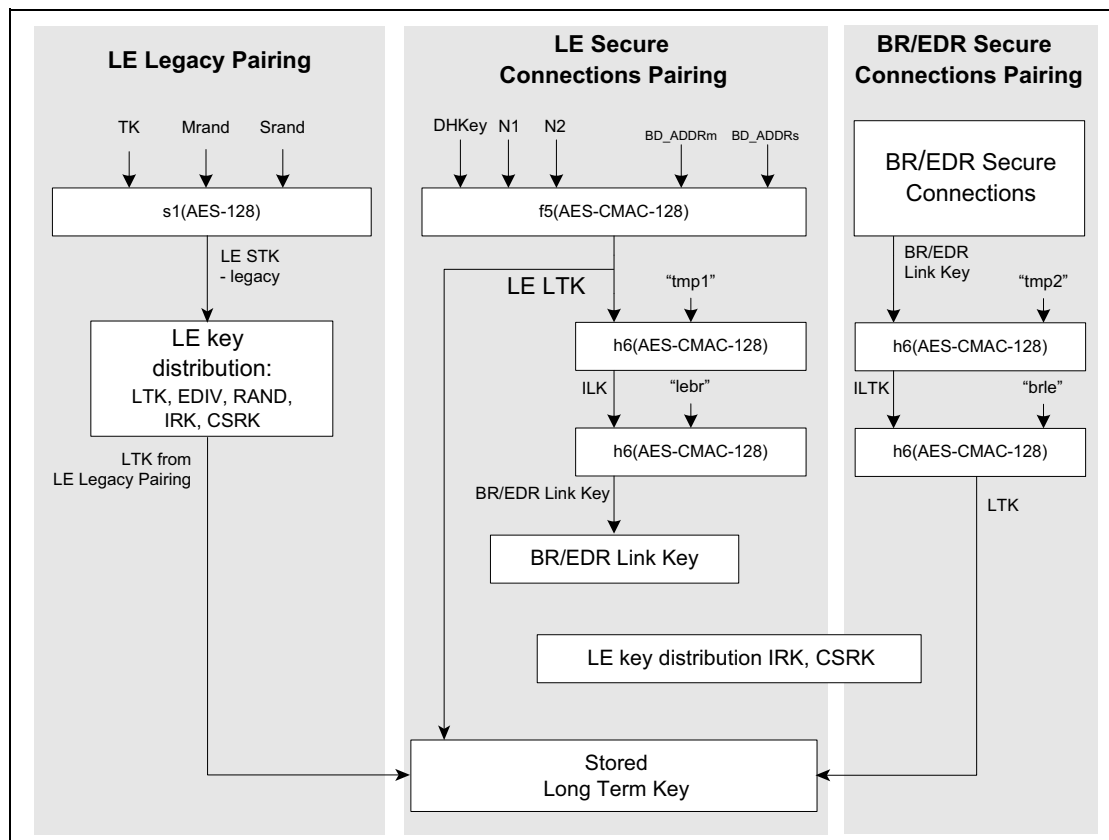 LE Legacy Pairing
TK
Mrand
Srand
s1(AES-128)
LE STK
- legacy
LE key
distribution:
LTK, EDIV, RAND,
IRK, CSRK
LTK from
LE Legacy Pairing
LE Secure
Connections Pairing
DHKey
N1
N2
BD_ADDRm
BD_ADDRs
f5(AES-CMAC-128)
LE LTK
“tmp1”
h6(AES-CMAC-128)
ILK
“lebr”
h6(AES-CMAC-128)
BR/EDR Link Key
BR/EDR Link Key
LE key distribution IRK, CSRK
Stored
Long Term Key
BR/EDR Secure
Connections Pairing
BR/EDR Secure
Connections
BR/EDR
Link Key
“tmp2”
h6(AES-CMAC-128)
ILTK
“brle”
h6(AES-CMAC-128)
LTK